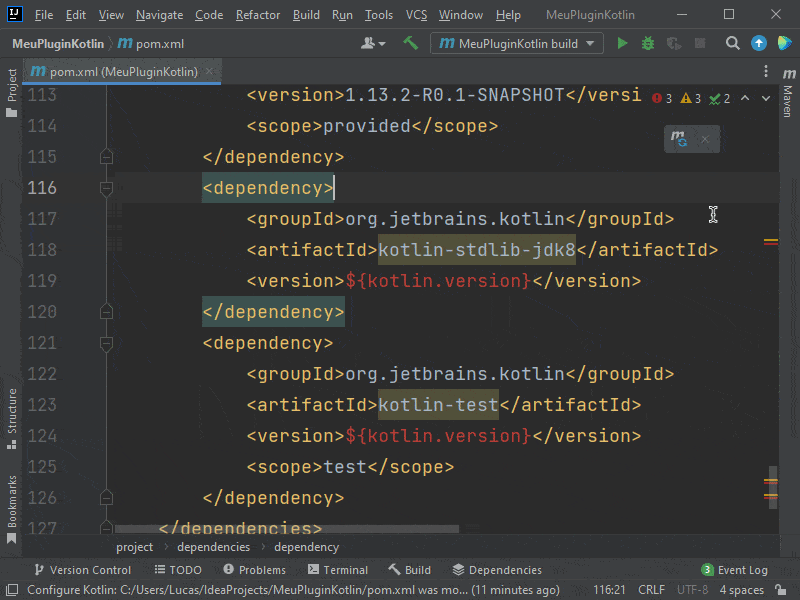 File Edit View Navigate Code Refactor Build Run Tools VCS Window Help MeuPluginKotlin
MeuPluginKotlin m pom.xml m MeuPluginKotlin build
m pom.xml (MeuPluginKotlin)
Project
Structure
Bookmarks
m Maven
113 <version>1.13.2-R0.1-SNAPSHOT</versi 3 3 2
114 <scope>provided</scope>
115 </dependency>
116 <dependency>
117 <groupId>org.jetbrains.kotlin</groupId>
118 <artifactId>kotlin-stdlib-jdk8</artifactId>
119 <version>${kotlin.version}</version>
120 </dependency>
121 <dependency>
122 <groupId>org.jetbrains.kotlin</groupId>
123 <artifactId>kotlin-test</artifactId>
124 <version>${kotlin.version}</version>
125 <scope>test</scope>
126 </dependency>
127 </dependencies>
project dependencies dependency
Version Control TODO Problems Terminal Build Dependencies 3 Event Log
Configure Kotlin: C:/Users/Lucas/IdeaProjects/MeuPluginKotlin/pom.xml was mo... (11 minutes ago) 116:21 CRLF UTF-8 4 spaces